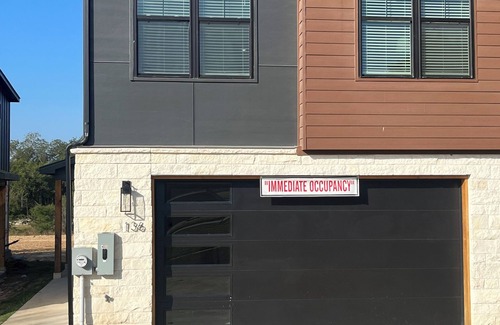 "IMMEDIATE OCCUPANCY"
136